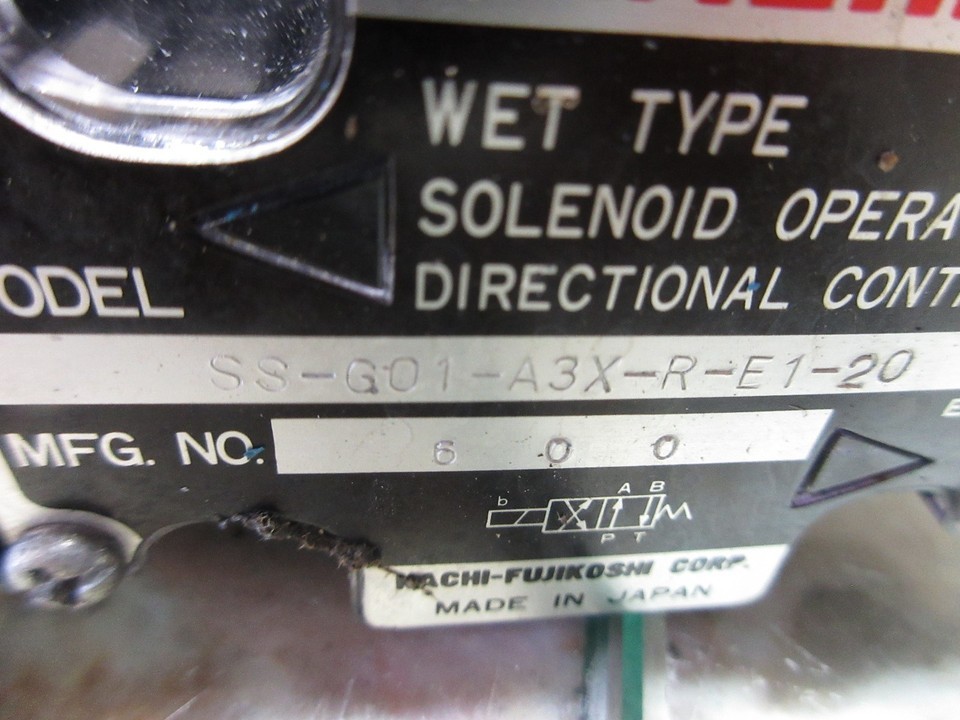 WET TYPE
SOLENOID OPERA
DIRECTIONAL CONT
ODEL
SS-G01-A3X-R-E1-20
MFG. NO. 6 0 0
A B
b
P T
NACHI-FUJIKOSHI CORP.
MADE IN JAPAN